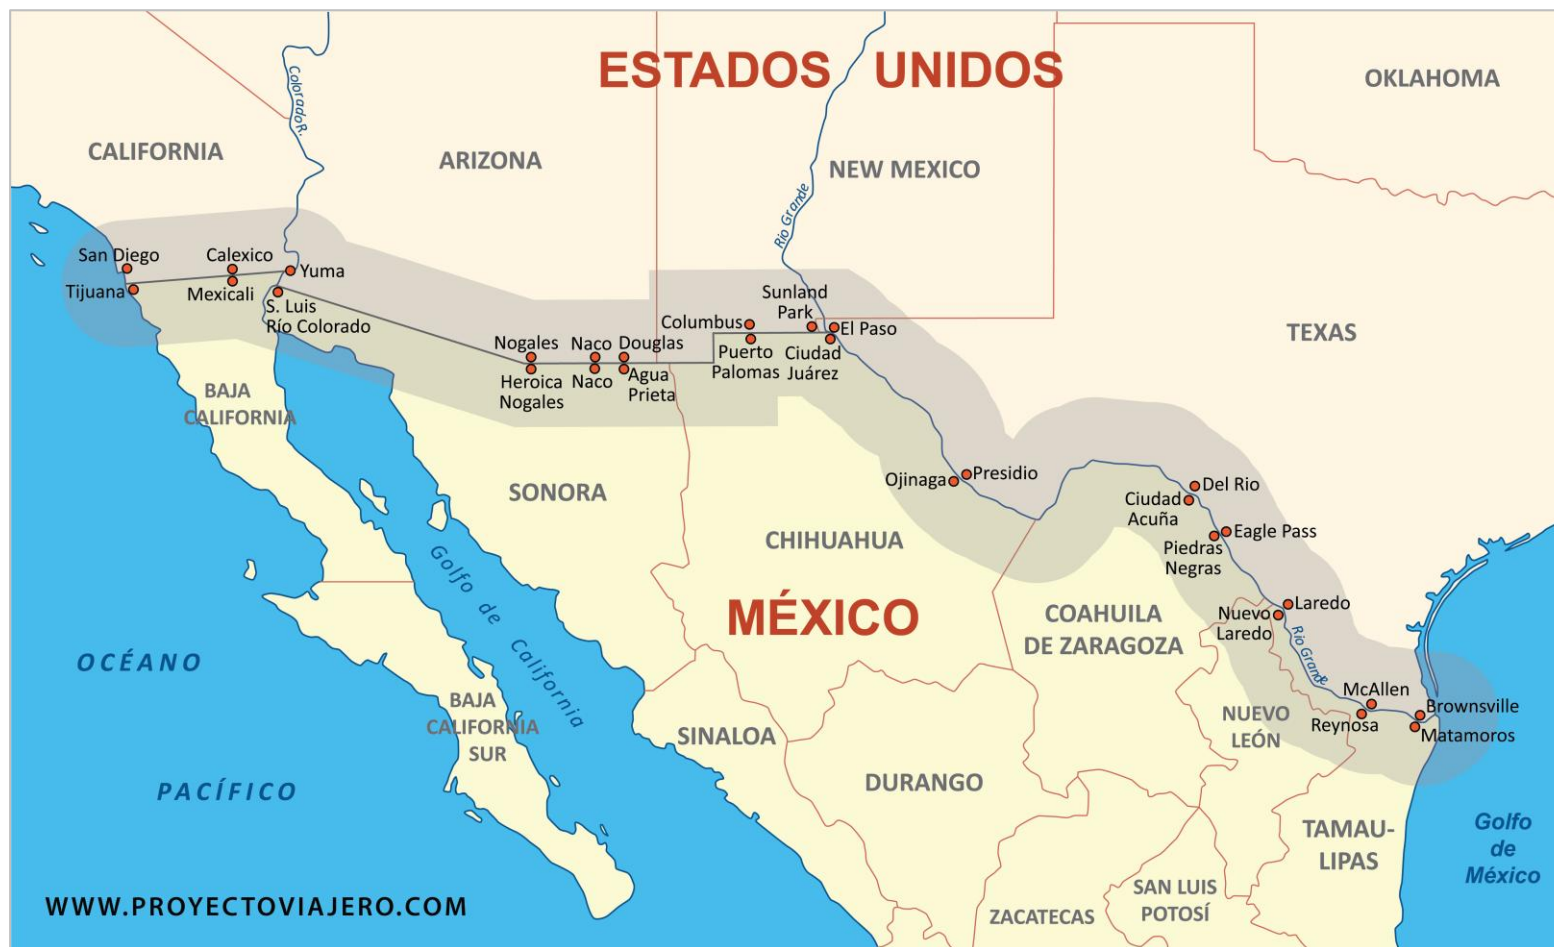 ESTADOS UNIDOS
OKLAHOMA
Colorado R.
CALIFORNIA
ARIZONA
NEW MEXICO
Rio Grande
San Diego
Calexico
Yuma
Tijuana
Mexicali
S. Luis
Río Colorado
Sunland
Park
Columbus
El Paso
TEXAS
Nogales
Naco
Douglas
Puerto
Palomas
Ciudad
Juárez
Heroica
Nogales
Naco
Agua
Prieta
BAJA
CALIFORNIA
SONORA
Ojinaga
Presidio
Del Rio
Ciudad
Acuña
CHIHUAHUA
Eagle Pass
Piedras
Negras
Golfo de California
MÉXICO
COAHUILA
DE ZARAGOZA
Laredo
Nuevo
Laredo
Rio Grande
OCÉANO
PACÍFICO
BAJA
CALIFORNIA
SUR
SINALOA
DURANGO
NUEVO
LEÓN
McAllen
Reynosa
Brownsville
Matamoros
TAMAU-
LIPAS
Golfo
de
México
SAN LUIS
POTOSÍ
ZACATECAS
WWW.PROYECTOVIAJERO.COM